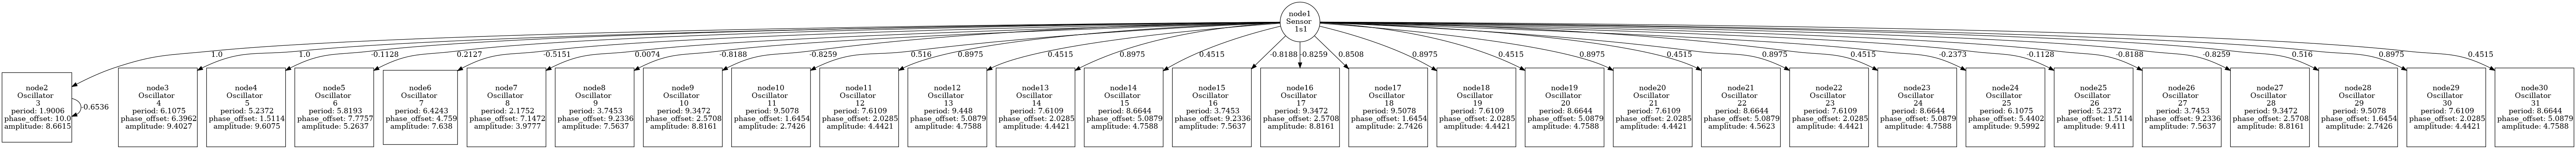 node1
Sensor
1s1
1.0
1.0
-0.1128
0.2127
-0.5151
0.0074
-0.8188
-0.8259
0.516
0.8975
0.4515
0.8975
0.4515
-0.8188
-0.8259
0.8508
0.8975
0.4515
0.8975
0.4515
0.8975
0.4515
-0.2373
-0.1128
-0.8188
-0.8259
0.516
0.8975
0.4515
node2
Oscillator
3
period: 1.9006
phase_offset: 10.0
amplitude: 8.6615
-0.6536
node3
Oscillator
4
period: 6.1075
phase_offset: 6.3962
amplitude: 9.4027
node4
Oscillator
5
period: 5.2372
phase_offset: 1.5114
amplitude: 9.6075
node5
Oscillator
6
period: 5.8193
phase_offset: 7.7757
amplitude: 5.2637
node6
Oscillator
7
period: 6.4243
phase_offset: 4.759
amplitude: 7.638
node7
Oscillator
8
period: 2.1752
phase_offset: 7.1472
amplitude: 3.9777
node8
Oscillator
9
period: 3.7453
phase_offset: 9.2336
amplitude: 7.5637
node9
Oscillator
10
period: 9.3472
phase_offset: 2.5708
amplitude: 8.8161
node10
Oscillator
11
period: 9.5078
phase_offset: 1.6454
amplitude: 2.7426
node11
Oscillator
12
period: 7.6109
phase_offset: 2.0285
amplitude: 4.4421
node12
Oscillator
13
period: 9.448
phase_offset: 5.0879
amplitude: 4.7588
node13
Oscillator
14
period: 7.6109
phase_offset: 2.0285
amplitude: 4.4421
node14
Oscillator
15
period: 8.6644
phase_offset: 5.0879
amplitude: 4.7588
node15
Oscillator
16
period: 3.7453
phase_offset: 9.2336
amplitude: 7.5637
node16
Oscillator
17
period: 9.3472
phase_offset: 2.5708
amplitude: 8.8161
node17
Oscillator
18
period: 9.5078
phase_offset: 1.6454
amplitude: 2.7426
node18
Oscillator
19
period: 7.6109
phase_offset: 2.0285
amplitude: 4.4421
node19
Oscillator
20
period: 8.6644
phase_offset: 5.0879
amplitude: 4.7588
node20
Oscillator
21
period: 7.6109
phase_offset: 2.0285
amplitude: 4.4421
node21
Oscillator
22
period: 8.6644
phase_offset: 5.0879
amplitude: 4.5623
node22
Oscillator
23
period: 7.6109
phase_offset: 2.0285
amplitude: 4.4421
node23
Oscillator
24
period: 8.6644
phase_offset: 5.0879
amplitude: 4.7588
node24
Oscillator
25
period: 6.1075
phase_offset: 5.4402
amplitude: 9.5992
node25
Oscillator
26
period: 5.2372
phase_offset: 1.5114
amplitude: 9.411
node26
Oscillator
27
period: 3.7453
phase_offset: 9.2336
amplitude: 7.5637
node27
Oscillator
28
period: 9.3472
phase_offset: 2.5708
amplitude: 8.8161
node28
Oscillator
29
period: 9.5078
phase_offset: 1.6454
amplitude: 2.7426
node29
Oscillator
30
period: 7.6109
phase_offset: 2.0285
amplitude: 4.4421
node30
Oscillator
31
period: 8.6644
phase_offset: 5.0879
amplitude: 4.7588